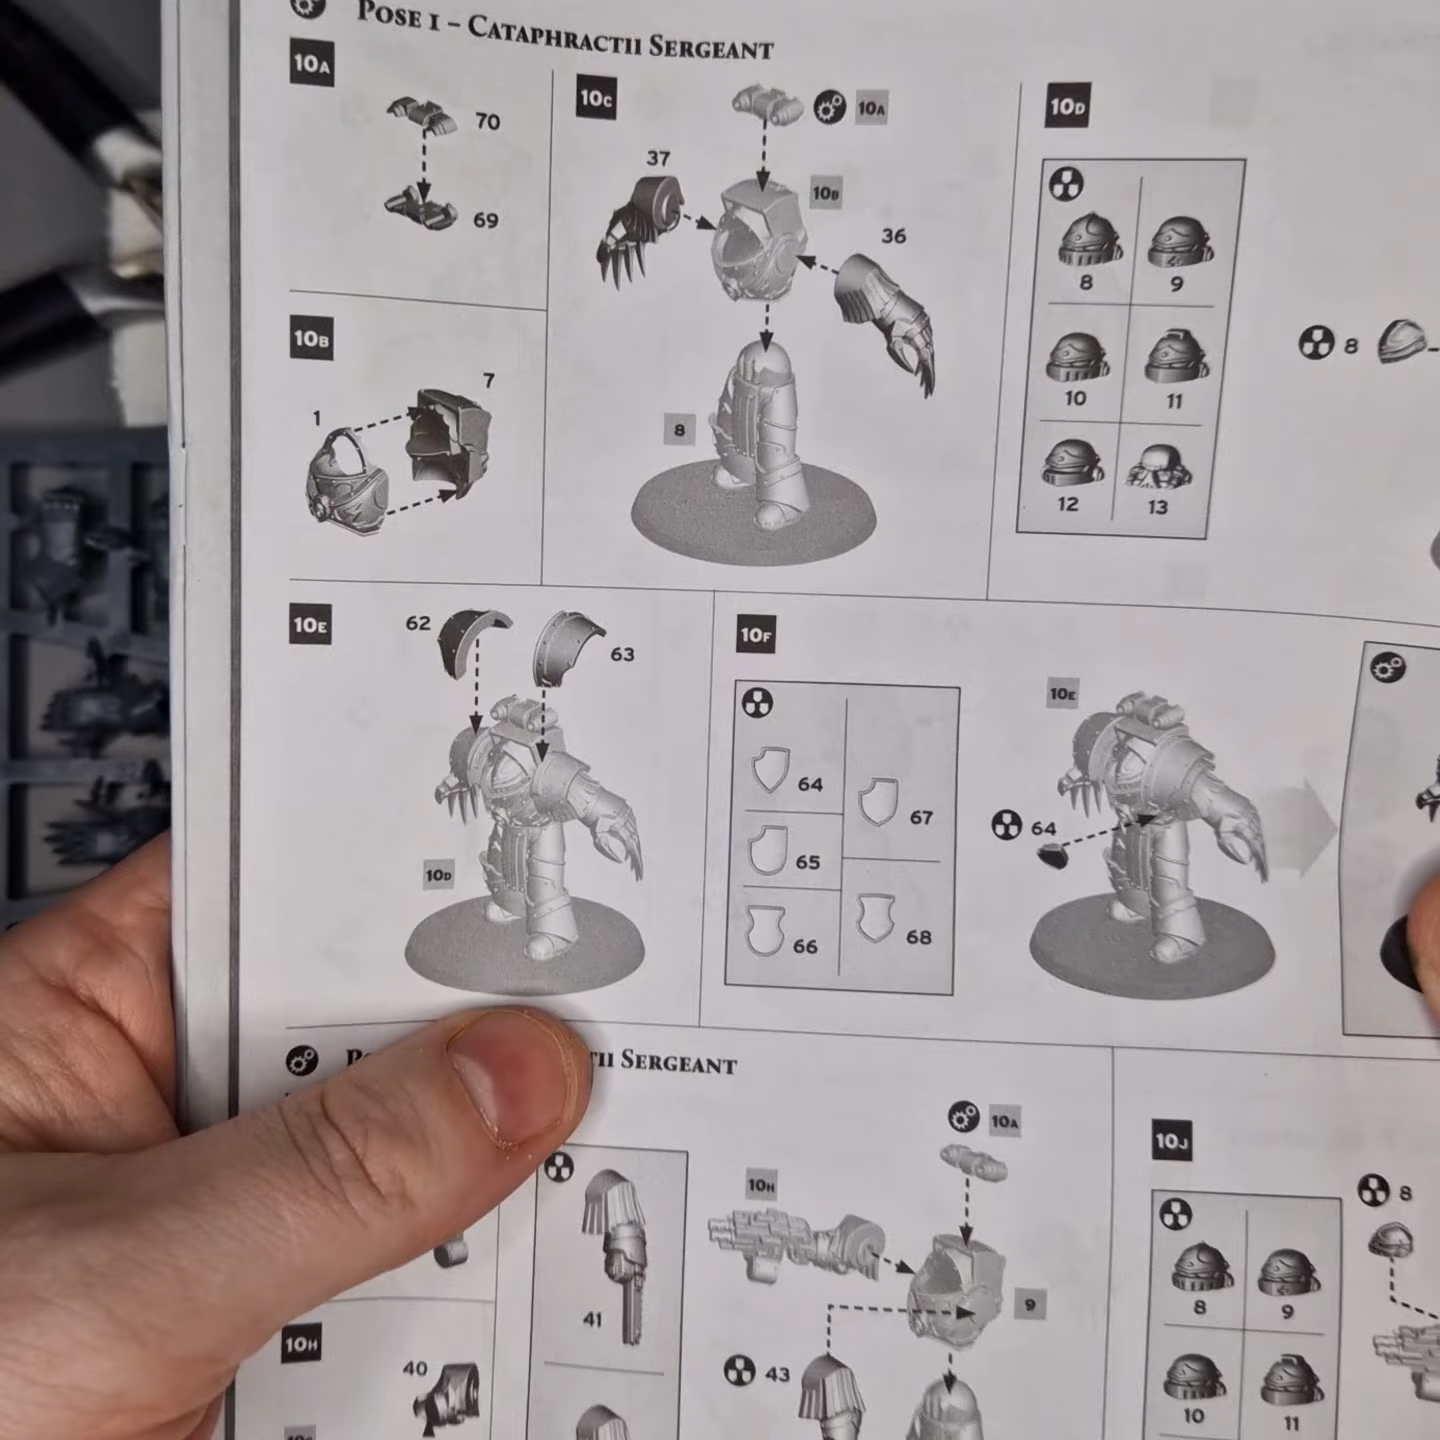 POSE 1 – CATAPHRACTII SERGEANT
10A
70
69
10B
1
7
10C
10A
37
10B
36
8
10D
8
9
10
11
12
13
8
10E
62
63
10D
10F
64
65
66
67
68
10E
64
SERGEANT
10H
40
41
10H
10A
9
43
10J
8
9
10
11
8